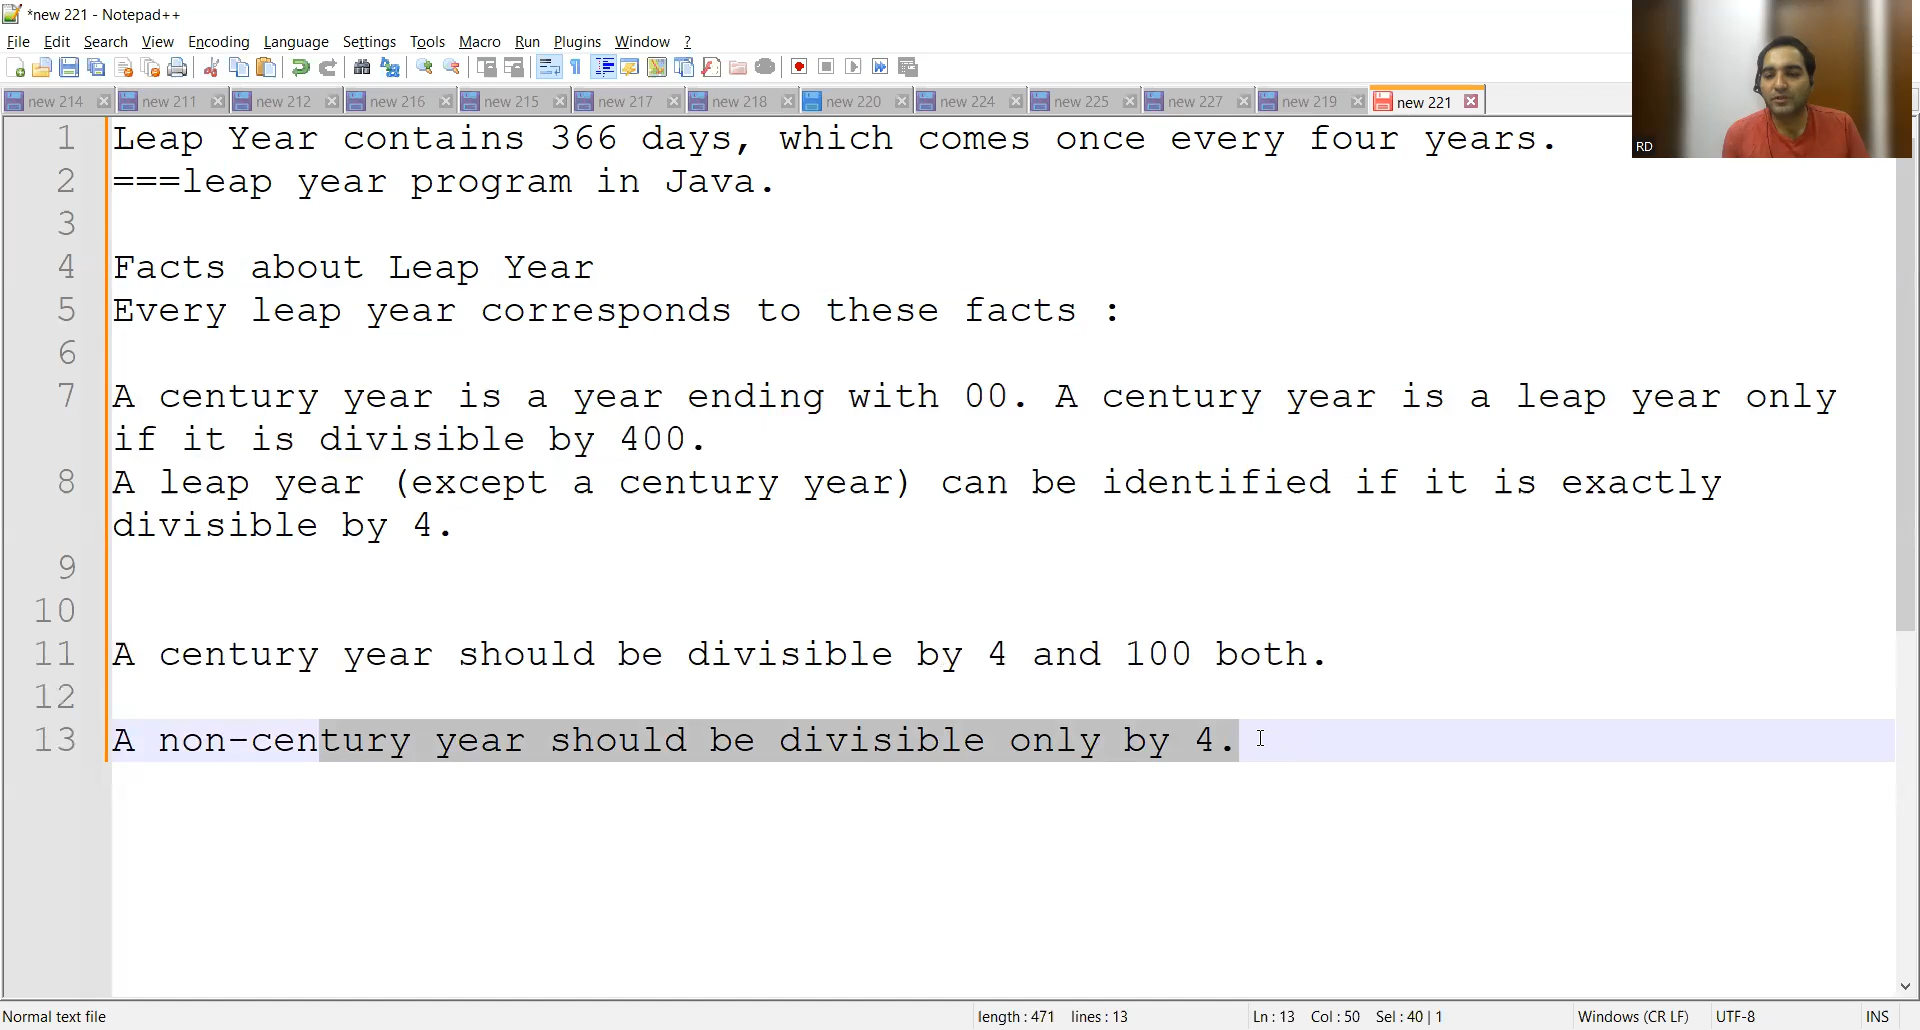 *new 221 - Notepad++
File Edit Search View Encoding Language Settings Tools Macro Run Plugins Window ?
new 214 new 211 new 212 new 216 new 215 new 217 new 218 new 220 new 224 new 225 new 227 new 219 new 221
RD
1 Leap Year contains 366 days, which comes once every four years.
2 ===leap year program in Java.
3
4 Facts about Leap Year
5 Every leap year corresponds to these facts :
6
7 A century year is a year ending with 00. A century year is a leap year only
if it is divisible by 400.
8 A leap year (except a century year) can be identified if it is exactly
divisible by 4.
9
10
11 A century year should be divisible by 4 and 100 both.
12
13 A non-century year should be divisible only by 4.
Normal text file length : 471 lines : 13 Ln : 13 Col : 50 Sel : 40 | 1 Windows (CR LF) UTF-8 INS